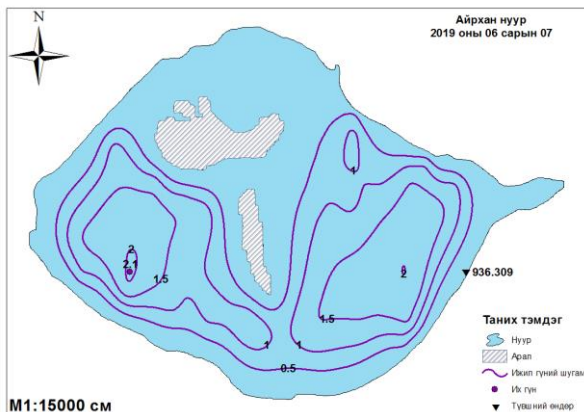 N
Айрхан нуур
2019 оны 06 сарын 07
1
2
2.1
1.5
2
936.309
1.5
1
1
0.5
Таних тэмдэг
Нуур
Арал
Ижил гүний шугам
Их гүн
Түвшний өндөр
М1:15000 см